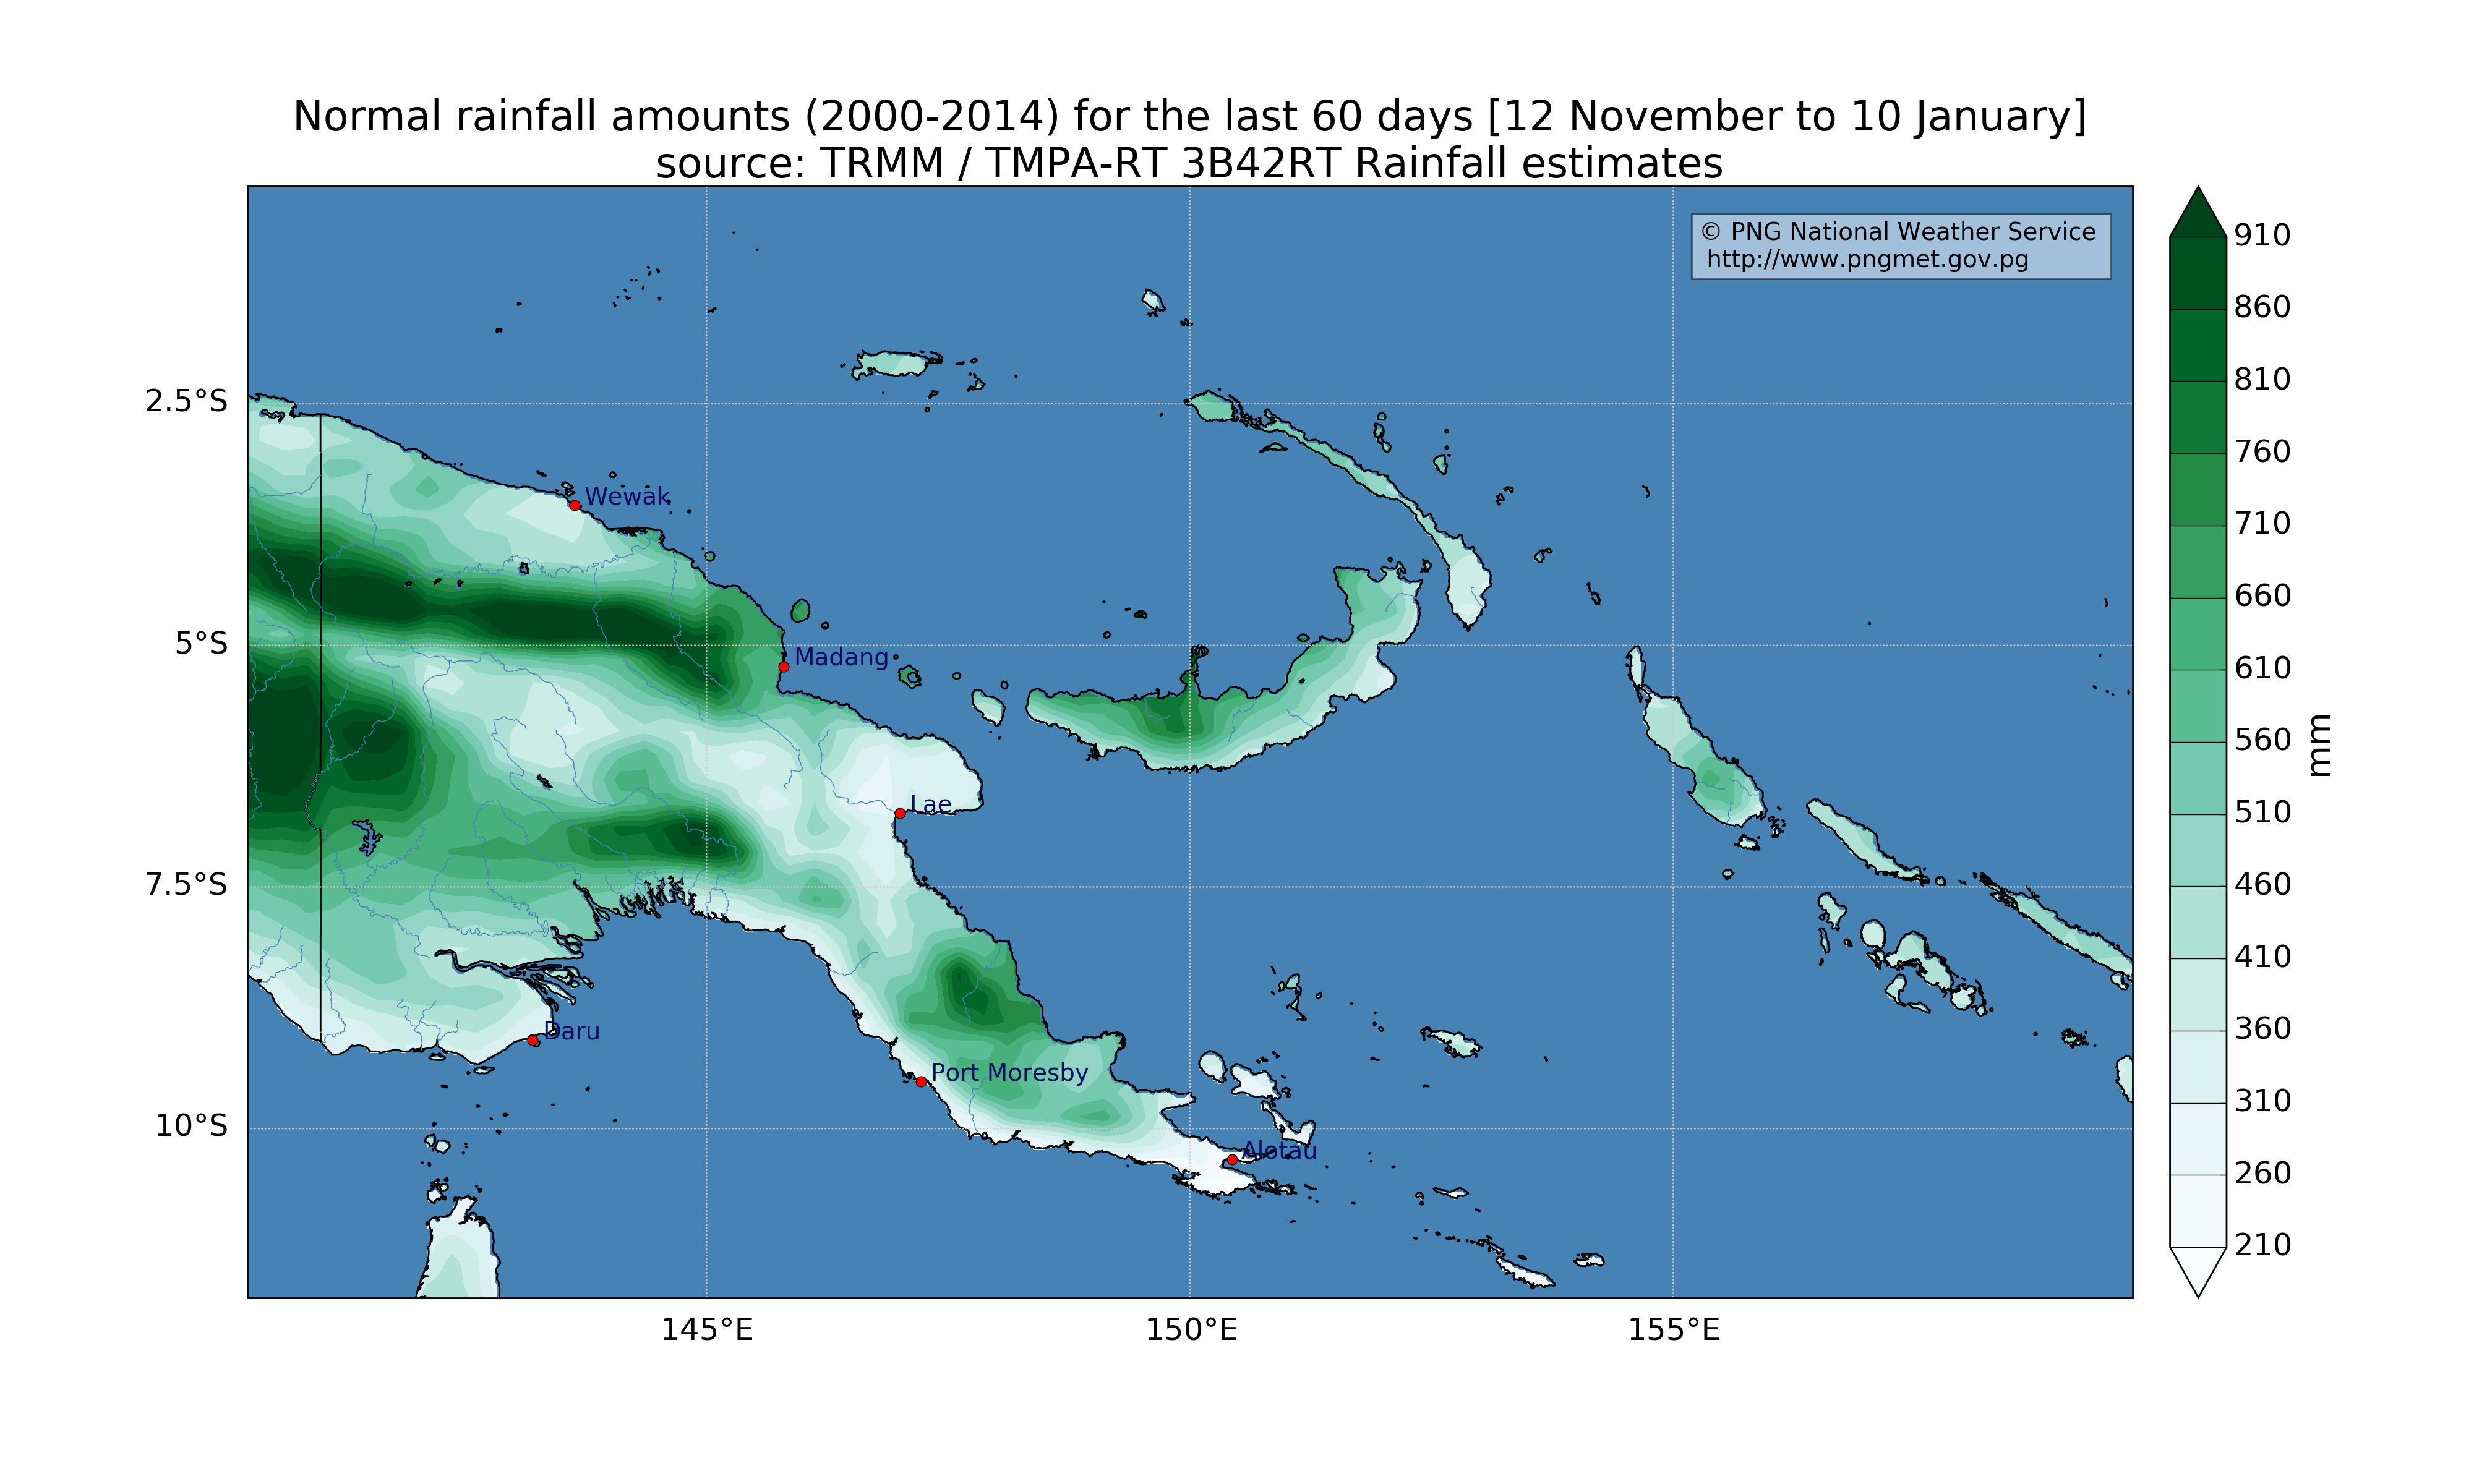 Normal rainfall amounts (2000-2014) for the last 60 days [12 November to 10 January]
source: TRMM / TMPA-RT 3B42RT Rainfall estimates
© PNG National Weather Service
http://www.pngmet.gov.pg
2.5°S
5°S
7.5°S
10°S
145°E
150°E
155°E
Wewak
Madang
Lae
Daru
Port Moresby
Alotau
910
860
810
760
710
660
610
560
510
460
410
360
310
260
210
mm